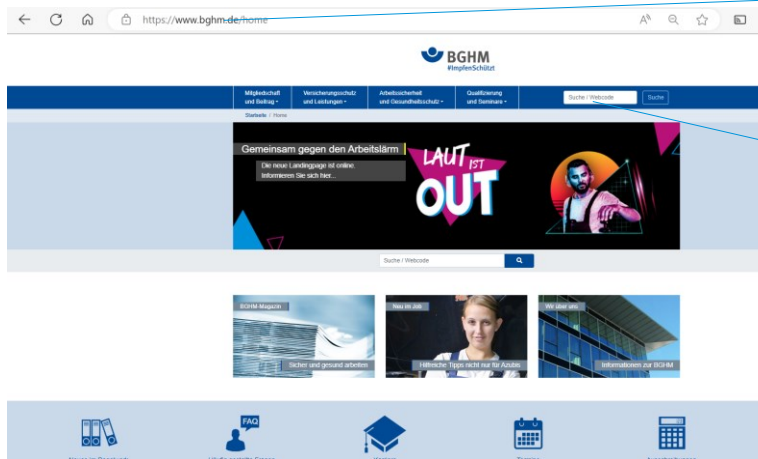 https://www.bghm.de/home
BGHM
#ImpfenSchützt
Mitgliedschaft
und Beitrag
Versicherungsschutz
und Leistungen
Arbeitssicherheit
und Gesundheitsschutz
Qualifizierung
und Seminare
Suche / Webcode
Suche
Startseite / Home
Gemeinsam gegen den Arbeitslärm
Die neue Landingpage ist online.
Informieren Sie sich hier...
LAUT
IST
OUT
Suche / Webcode
BGHM-Magazin
Sicher und gesund arbeiten
Neu im Job
Hilfreiche Tipps nicht nur für Azubis
Wir über uns
Informationen zur BGHM
FAQ